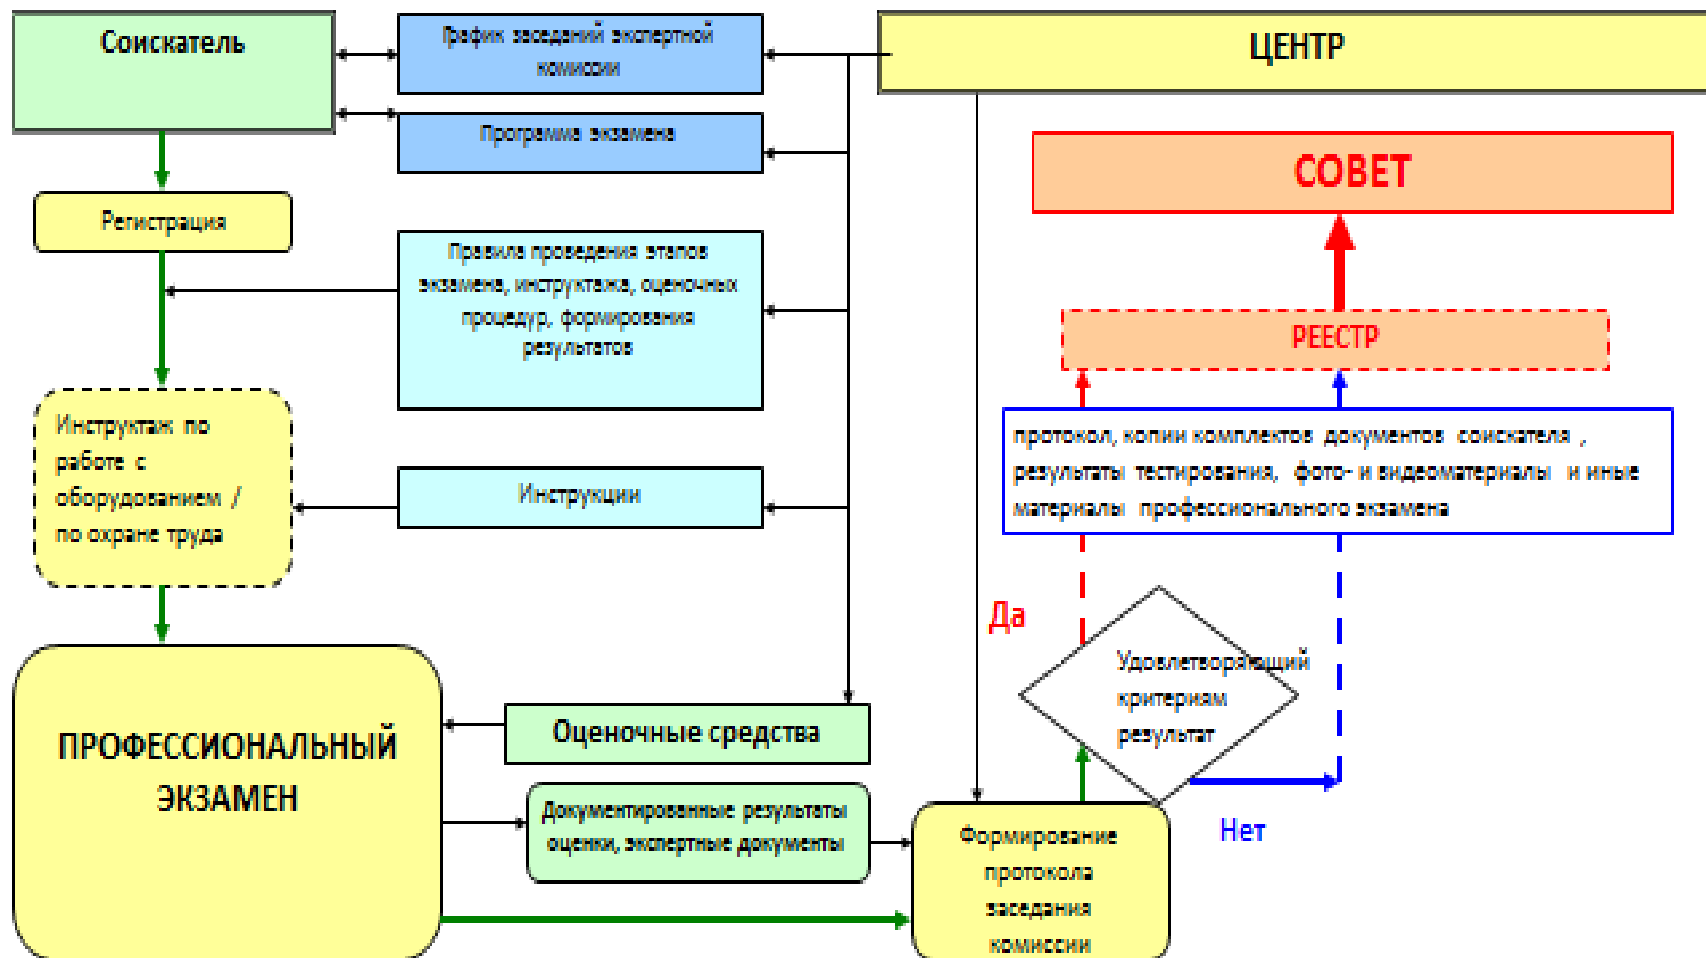 Соискатель
График заседаний экспертной
комиссии
ЦЕНТР
Программа экзамена
СОВЕТ
Регистрация
Правила проведения этапов
экзамена, инструктажа, оценочных
процедур, формирования
результатов
РЕЕСТР
Инструктаж по
работе с
оборудованием /
по охране труда
Инструкции
протокол, копии комплектов документов соискателя ,
результаты тестирования, фото- и видеоматериалы и иные
материалы профессионального экзамена
Да
Удовлетворяющий
критериям
результат
Нет
ПРОФЕССИОНАЛЬНЫЙ
ЭКЗАМЕН
Оценочные средства
Документированные результаты
оценки, экспертные документы
Формирование
протокола
заседания
комиссии